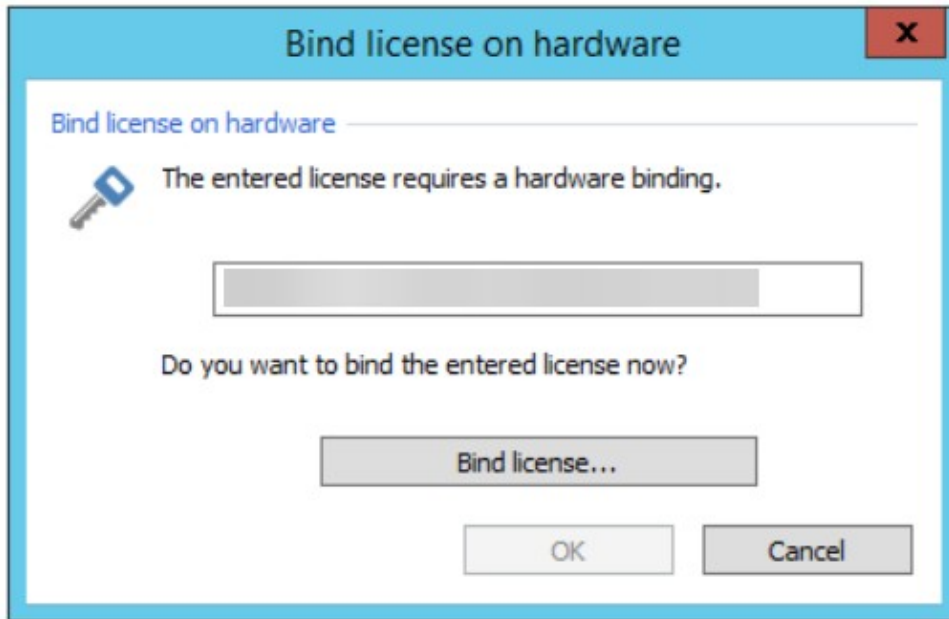 Bind license on hardware
x
Bind license on hardware
The entered license requires a hardware binding.
Do you want to bind the entered license now?
Bind license...
OK
Cancel